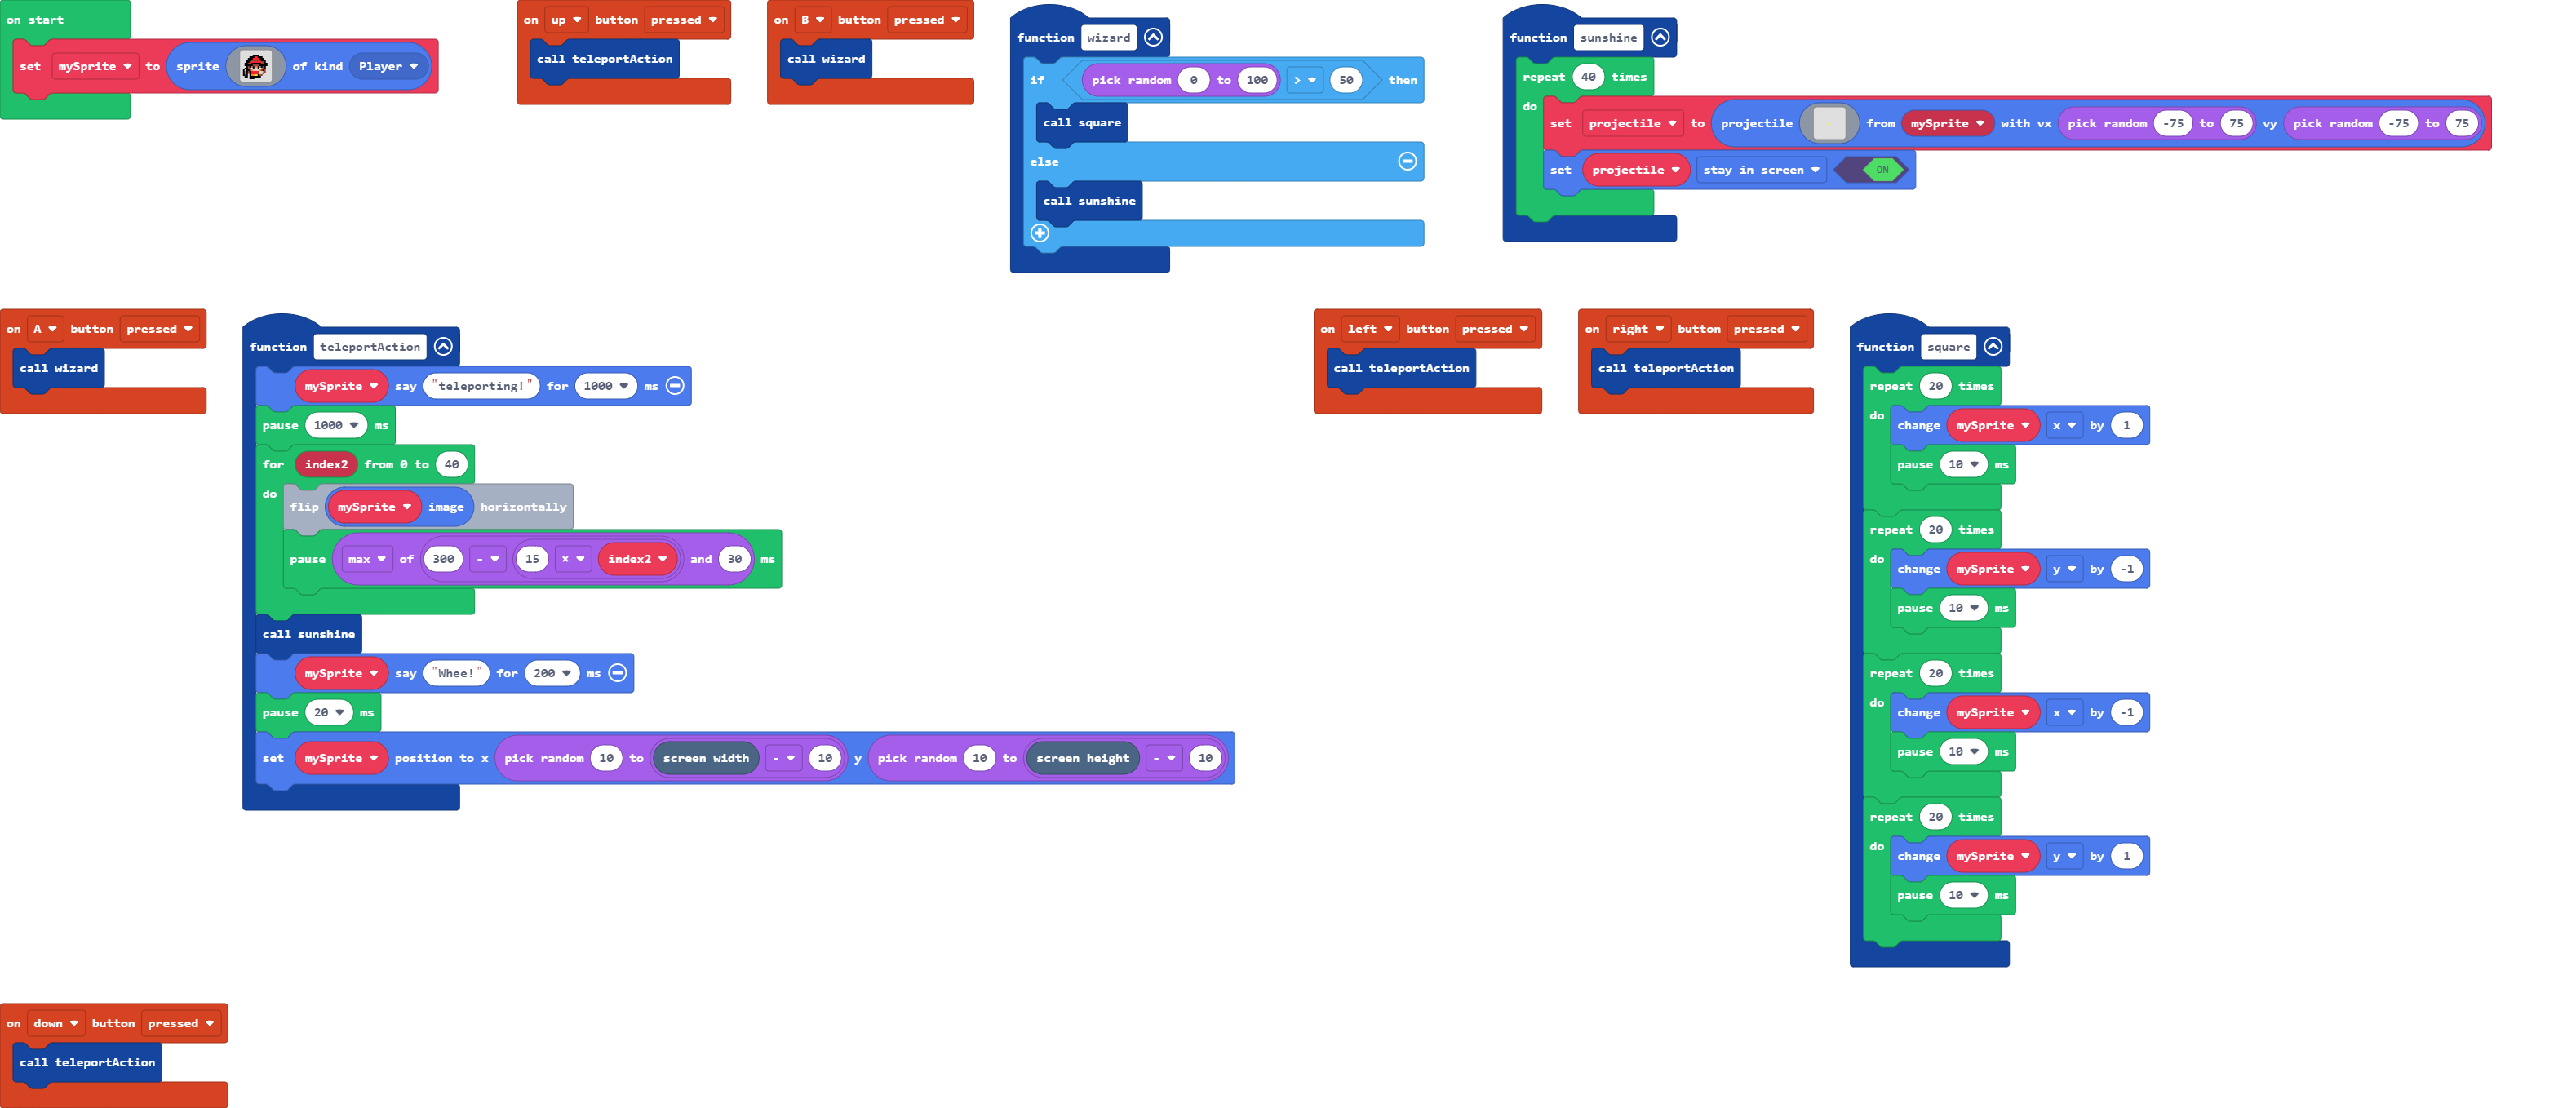 on start
set mySprite to sprite of kind Player
on up button pressed
call teleportAction
on B button pressed
call wizard
function wizard
if pick random 0 to 100 > 50 then
call square
else
call sunshine
function sunshine
repeat 40 times
do set projectile to projectile from mySprite with vx pick random -75 to 75 vy pick random -75 to 75
set projectile stay in screen ON
on A button pressed
call wizard
function teleportAction
mySprite say "teleporting!" for 1000 ms
pause 1000 ms
for index2 from 0 to 40
do flip mySprite image horizontally
pause max of 300 - 15 × index2 and 30 ms
call sunshine
mySprite say "Whee!" for 200 ms
pause 20 ms
set mySprite position to x pick random 10 to screen width - 10 y pick random 10 to screen height - 10
on left button pressed
call teleportAction
on right button pressed
call teleportAction
function square
repeat 20 times
do change mySprite x by 1
pause 10 ms
repeat 20 times
do change mySprite y by -1
pause 10 ms
repeat 20 times
do change mySprite x by -1
pause 10 ms
repeat 20 times
do change mySprite y by 1
pause 10 ms
on down button pressed
call teleportAction